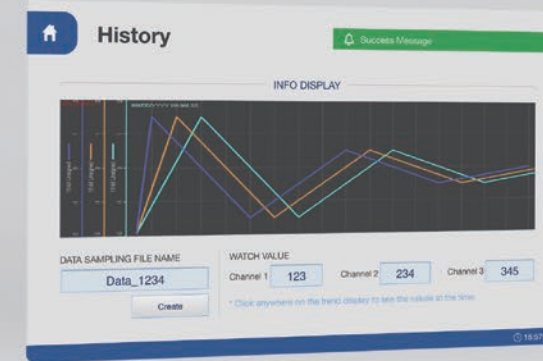 History
Success Message
INFO DISPLAY
DATA SAMPLING FILE NAME
Data_1234
Create
WATCH VALUE
Channel 1 123 Channel 2 234 Channel 3 345
* Click anywhere on the trend display to see the values at the time.